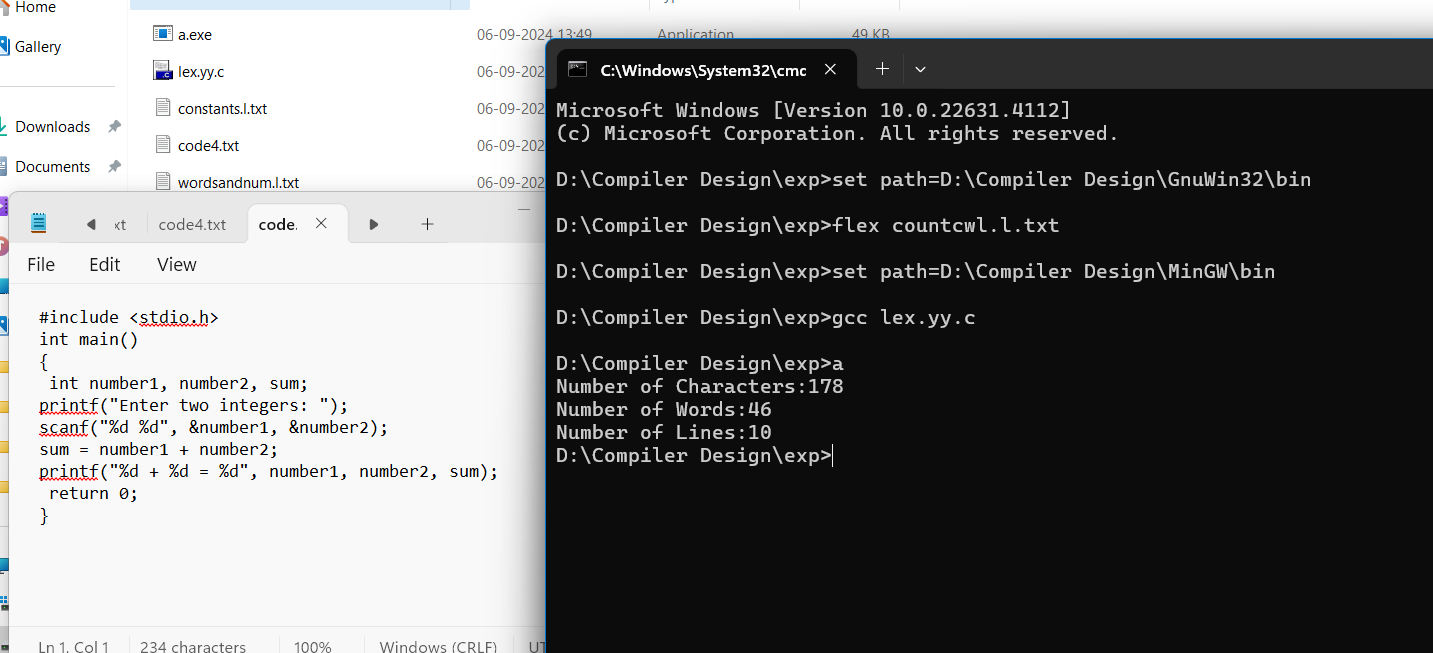 Home
Gallery
Downloads
Documents
a.exe 06-09-2024 13:49 Application 49 KB
lex.yy.c 06-09-202
constants.l.txt 06-09-202
code4.txt 06-09-202
wordsandnum.l.txt 06-09-202
xt code4.txt code.
File Edit View
#include <stdio.h>
int main()
{
int number1, number2, sum;
printf("Enter two integers: ");
scanf("%d %d", &number1, &number2);
sum = number1 + number2;
printf("%d + %d = %d", number1, number2, sum);
return 0;
}
Ln 1, Col 1 234 characters 100% Windows (CRLF) UT
C:\Windows\System32\cmc
Microsoft Windows [Version 10.0.22631.4112]
(c) Microsoft Corporation. All rights reserved.
D:\Compiler Design\exp>set path=D:\Compiler Design\GnuWin32\bin
D:\Compiler Design\exp>flex countcwl.l.txt
D:\Compiler Design\exp>set path=D:\Compiler Design\MinGW\bin
D:\Compiler Design\exp>gcc lex.yy.c
D:\Compiler Design\exp>a
Number of Characters:178
Number of Words:46
Number of Lines:10
D:\Compiler Design\exp>